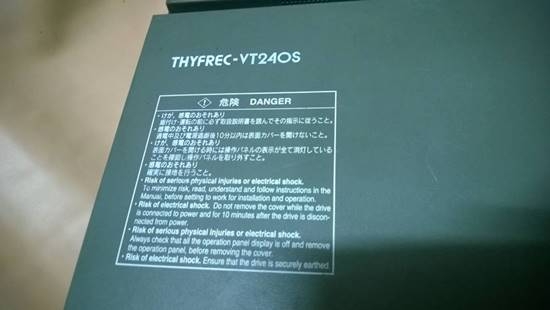 THYFREC-VT240S
危険 DANGER
・けが、感電のおそれあり
据付け・運転の前に必ず取扱説明書を読んでその指示に従うこと。
・感電のおそれあり
通電中及び電源遮断後10分以内は表面カバーを開けないこと。
・けが、感電のおそれあり
表面カバーを開ける時には操作パネルの表示が全て消灯している
ことを確認し操作パネルを取り外すこと。
・感電のおそれあり
確実に接地を行うこと。
・Risk of serious physical injuries or electrical shock.
To minimize risk, read, understand and follow instructions in the
Manual, before setting to work for installation and operation.
・Risk of electrical shock. Do not remove the cover while the drive
is connected to power and for 10 minutes after the drive is discon-
nected from power.
・Risk of serious physical injuries or electrical shock.
Always check that all the operation panel display is off and remove
the operation panel, before removing the cover.
・Risk of electrical shock. Ensure that the drive is securely earthed.